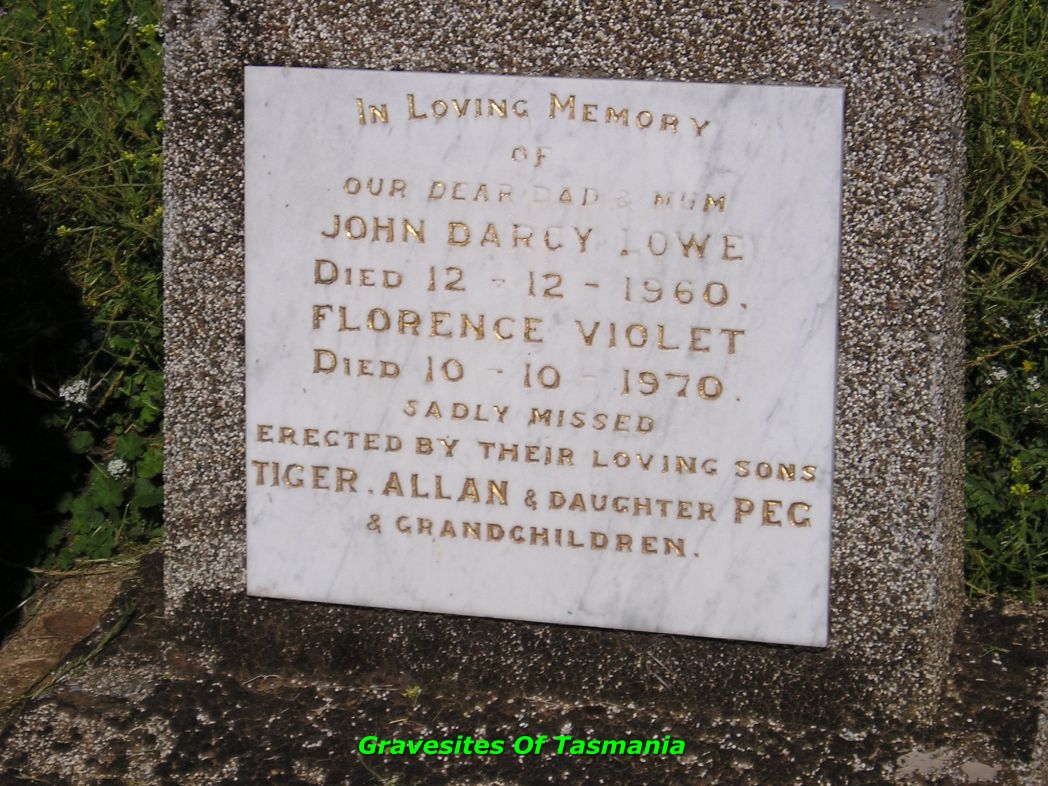 In Loving Memory
OF
OUR DEAR DAD & MUM
JOHN DARCY LOWE
DIED 12 - 12 - 1960.
FLORENCE VIOLET
DIED 10 - 10 - 1970.
SADLY MISSED
ERECTED BY THEIR LOVING SONS
TIGER. ALLAN & DAUGHTER PEG
& GRANDCHILDREN.
Gravesites Of Tasmania